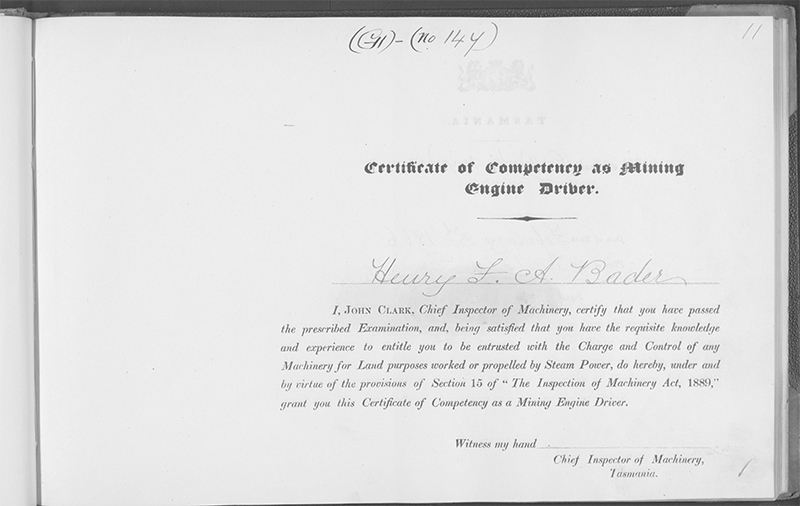 (No 147)
11
TASMANIA
Certificate of Competency as Mining
Engine Driver.
Henry F. A. Bader
I, JOHN CLARK, Chief Inspector of Machinery, certify that you have passed
the prescribed Examination, and, being satisfied that you have the requisite knowledge
and experience to entitle you to be entrusted with the Charge and Control of any
Machinery for Land purposes worked or propelled by Steam Power, do hereby, under and
by virtue of the provisions of Section 15 of "The Inspection of Machinery Act, 1889,"
grant you this Certificate of Competency as a Mining Engine Driver.
Witness my hand
Chief Inspector of Machinery,
Tasmania.